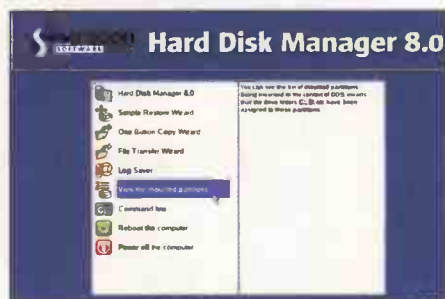 SOFTWARE
Hard Disk Manager 8.0
Hard Disk Manager 8.0
Simple Restore Wizard
One Button Copy Wizard
File Transfer Wizard
Log Saver
View the mounted partitions
Command line
Reboot the computer
Power off the computer
You can see the list of mounted partitions
Being mounted in the context of DOS means
that the drive letters C:, D: etc have been
assigned to these partitions